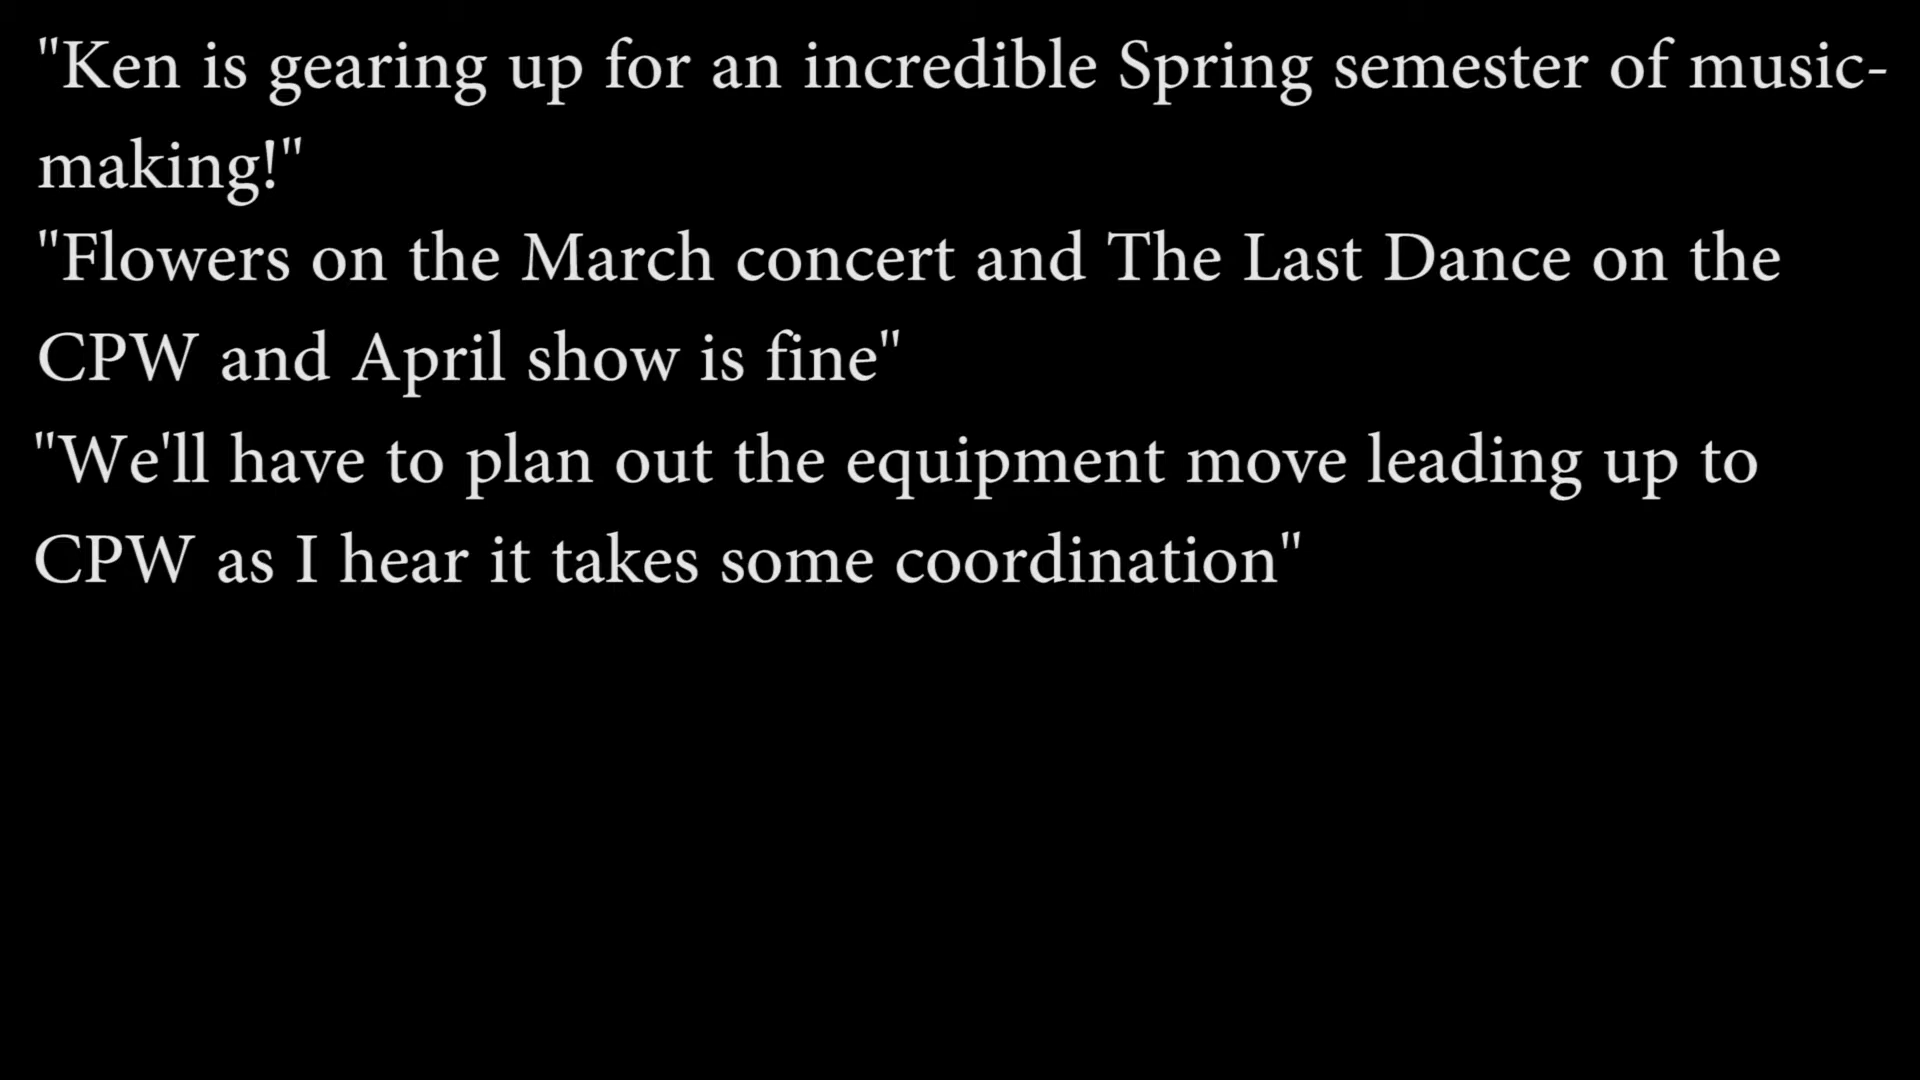 "Ken is gearing up for an incredible Spring semester of music-
making!"
"Flowers on the March concert and The Last Dance on the
CPW and April show is fine"
"We'll have to plan out the equipment move leading up to
CPW as I hear it takes some coordination"